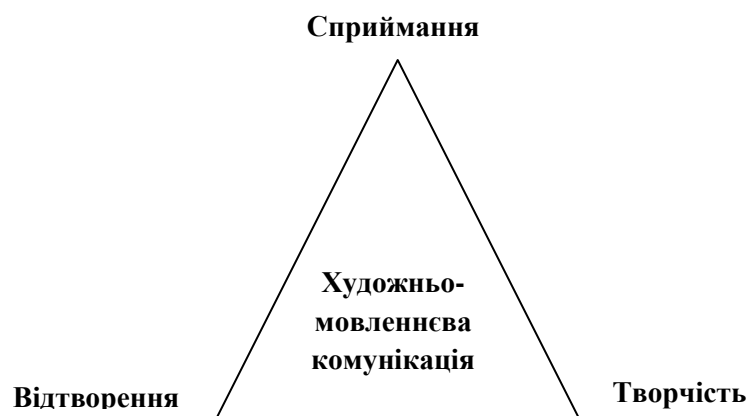 Сприймання
Художньо-
мовленнєва
комунікація
Відтворення
Творчість